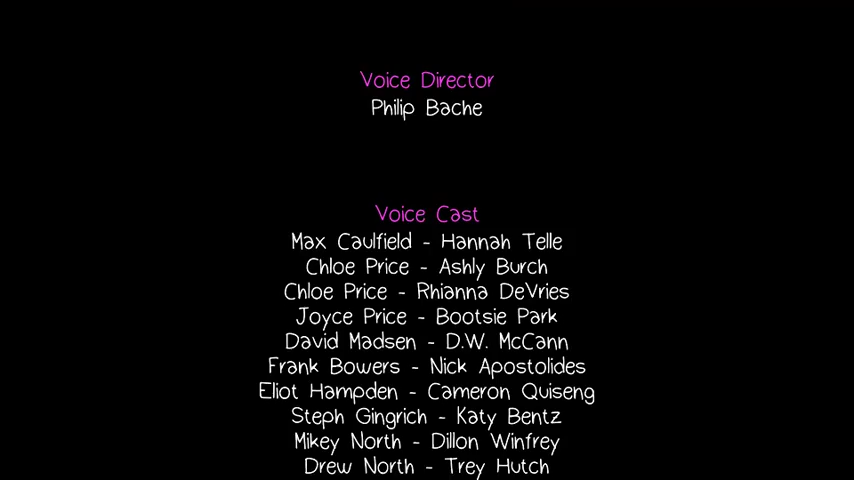 Voice Director
Philip Bache
Voice Cast
Max Caulfield - Hannah Telle
Chloe Price - Ashly Burch
Chloe Price - Rhianna DeVries
Joyce Price - Bootsie Park
David Madsen - D.W. McCann
Frank Bowers - Nick Apostolides
Eliot Hampden - Cameron Quiseng
Steph Gingrich - Katy Bentz
Mikey North - Dillon Winfrey
Drew North - Trey Hutch